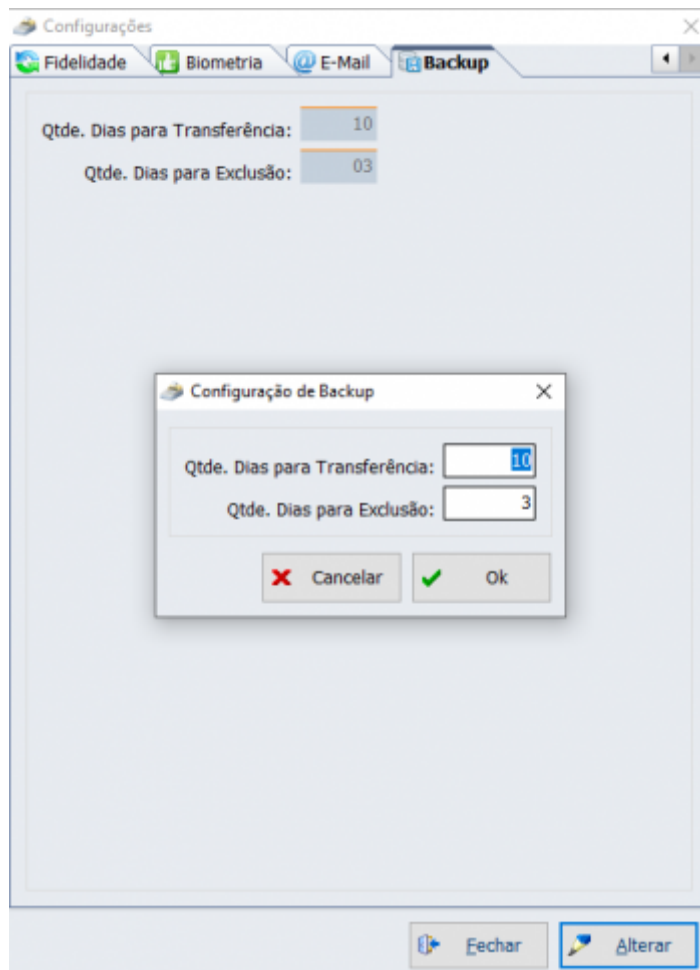 Configurações
Fidelidade Biometria E-Mail Backup
Qtde. Dias para Transferência: 10
Qtde. Dias para Exclusão: 03
Configuração de Backup
Qtde. Dias para Transferência: 10
Qtde. Dias para Exclusão: 3
Cancelar Ok
Fechar Alterar